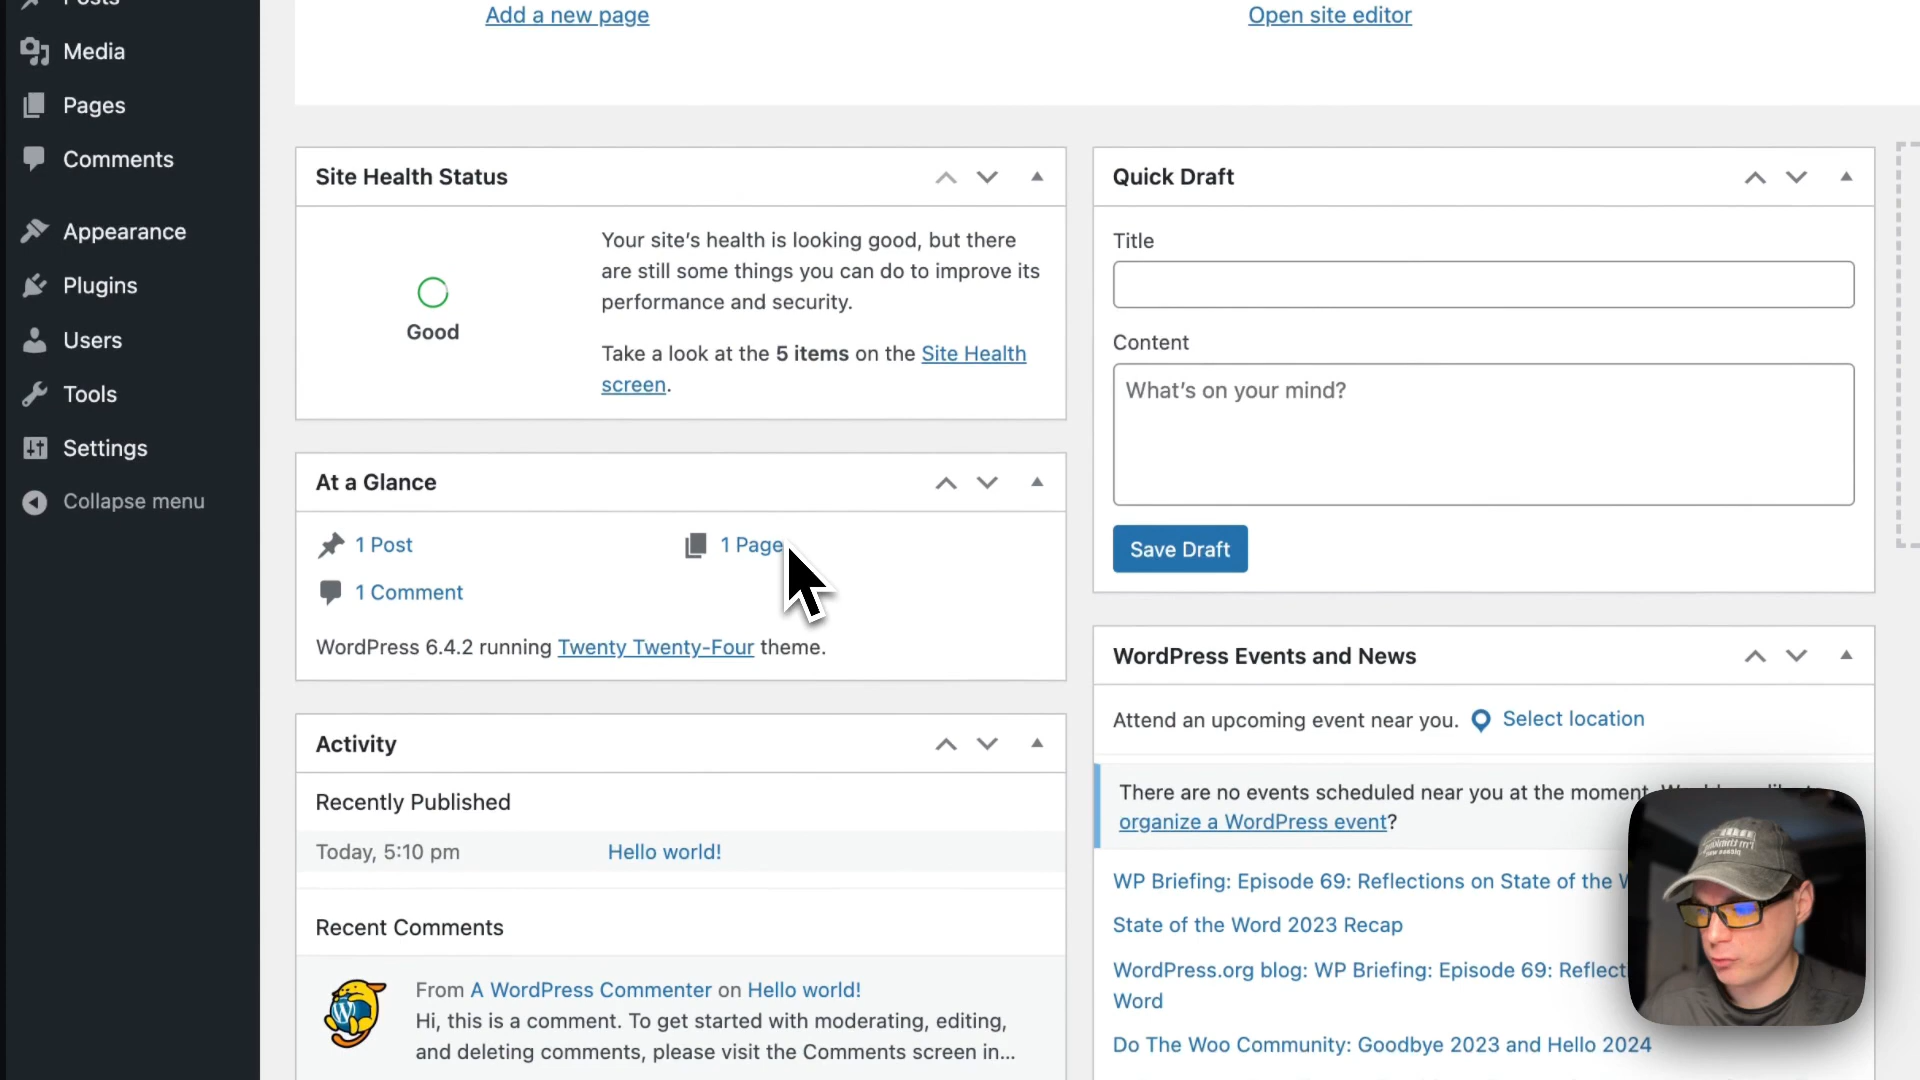 Posts
Media
Pages
Comments
Appearance
Plugins
Users
Tools
Settings
Collapse menu
Add a new page
Open site editor
Site Health Status
Good
Your site's health is looking good, but there
are still some things you can do to improve its
performance and security.
Take a look at the 5 items on the Site Health
screen.
At a Glance
1 Post
1 Page
1 Comment
WordPress 6.4.2 running Twenty Twenty-Four theme.
Activity
Recently Published
Today, 5:10 pm
Hello world!
Recent Comments
From A WordPress Commenter on Hello world!
Hi, this is a comment. To get started with moderating, editing,
and deleting comments, please visit the Comments screen in...
Quick Draft
Title
Content
What's on your mind?
Save Draft
WordPress Events and News
Attend an upcoming event near you. Select location
There are no events scheduled near you at the moment.
organize a WordPress event?
WP Briefing: Episode 69: Reflections on State of the
State of the Word 2023 Recap
WordPress.org blog: WP Briefing: Episode 69:
Word
Do The Woo Community: Goodbye 2023 and Hello 2024